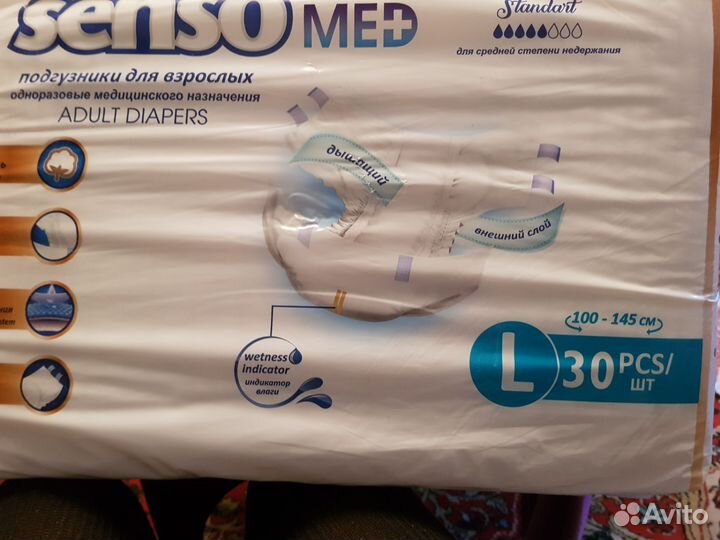 senso MED
Standart
для средней степени недержания
подгузники для взрослых
одноразовые медицинского назначения
ADULT DIAPERS
дышащий
внешний слой
100 - 145 см
L 30 PCS/
ШТ
wetness
indicator
индикатор
влаги
Avito